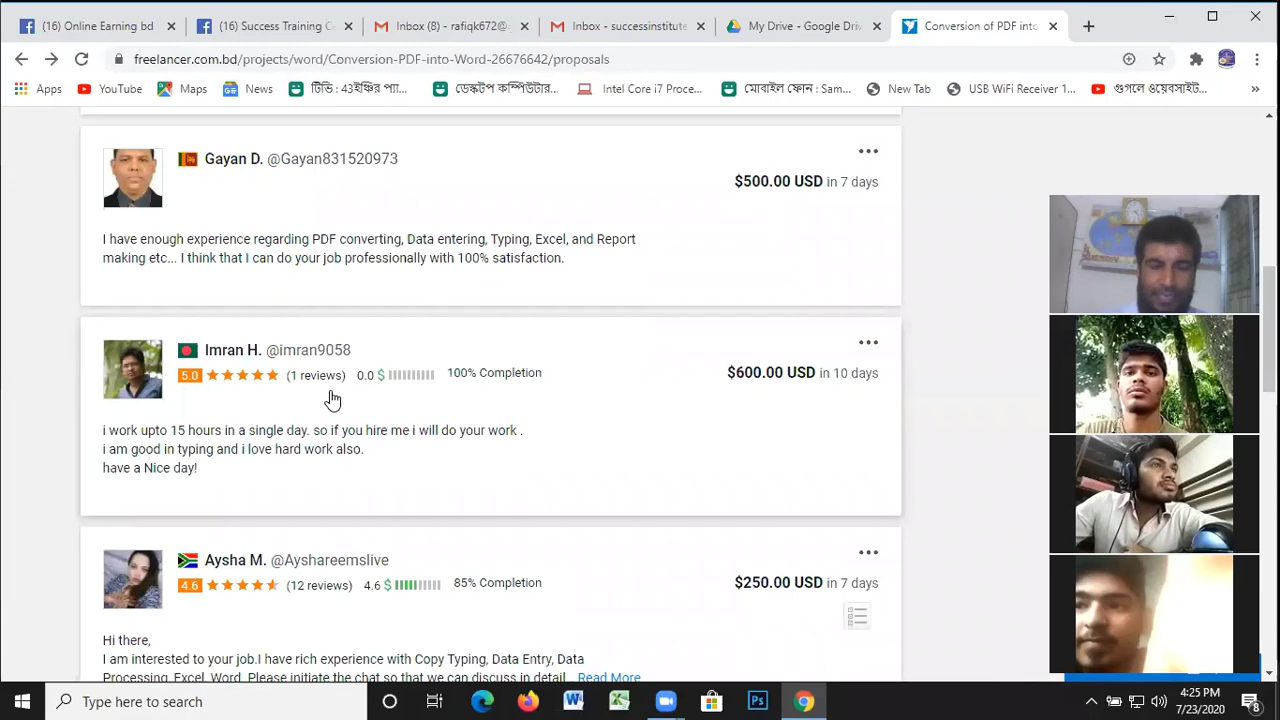 (16) Online Earning bd
(16) Success Training C
Inbox (8) - rafiqk672@
Inbox - successinstitute
My Drive - Google Driv
Conversion of PDF into
freelancer.com.bd/projects/word/Conversion-PDF-into-Word-26676642/proposals
Apps
YouTube
Maps
News
টিভি : 43ইঞ্চির প্যা...
ডেস্কটপ কম্পিউটার...
Intel Core i7 Proce...
মোবাইল ফোন : Sam...
New Tab
USB WiFi Receiver 1...
গুগলে ওয়েবসাইট...
Gayan D. @Gayan831520973
$500.00 USD in 7 days
I have enough experience regarding PDF converting, Data entering, Typing, Excel, and Report
making etc... I think that I can do your job professionally with 100% satisfaction.
Imran H. @imran9058
5.0 (1 reviews) 0.0 $ 100% Completion
$600.00 USD in 10 days
i work upto 15 hours in a single day. so if you hire me i will do your work .
i am good in typing and i love hard work also.
have a Nice day!
Aysha M. @Ayshareemslive
4.6 (12 reviews) 4.6 $ 85% Completion
$250.00 USD in 7 days
Hi there,
I am interested to your job.I have rich experience with Copy Typing, Data Entry, Data
Processing, Excel, Word. Please initiate the chat so that we can discuss in detail. Read More
Type here to search
4:25 PM
7/23/2020
8